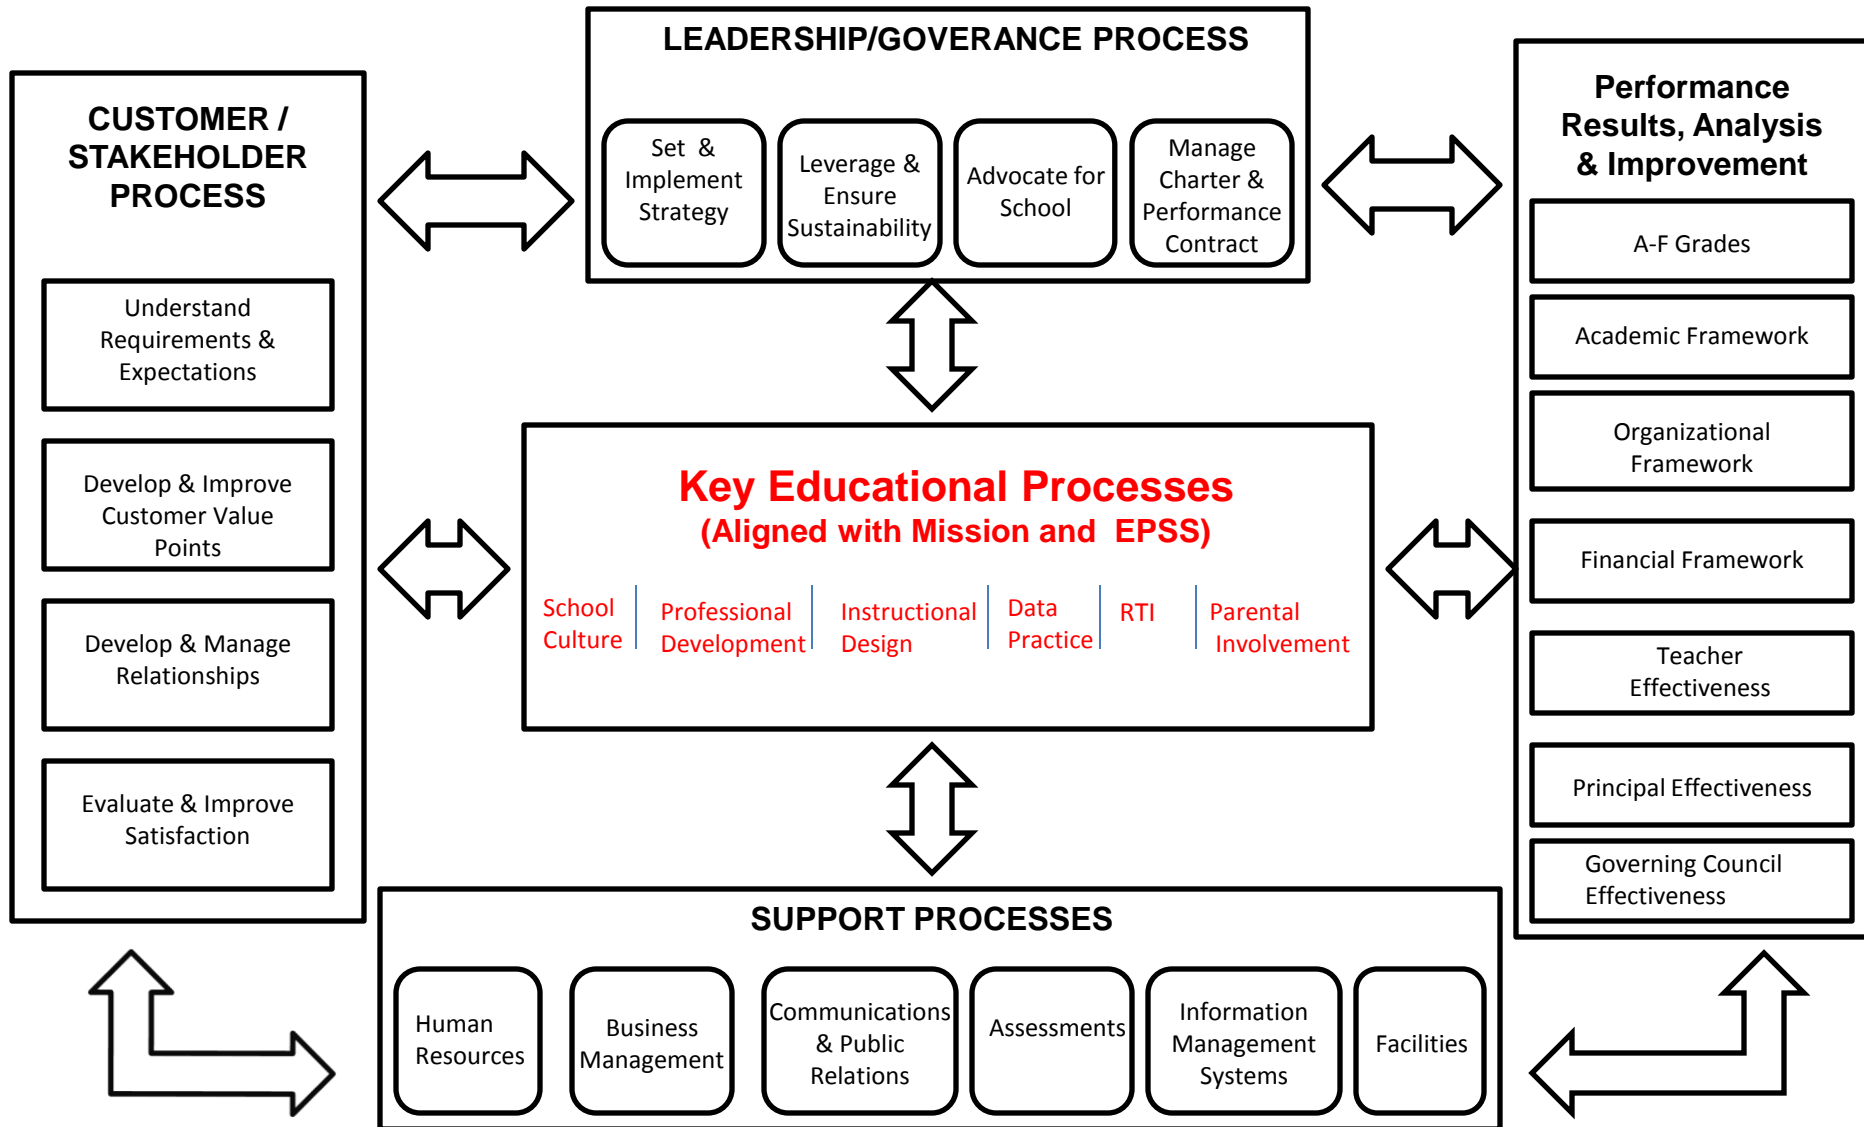 LEADERSHIP/GOVERANCE PROCESS
Set &
Implement
Strategy
Leverage &
Ensure
Sustainability
Advocate for
School
Manage
Charter &
Performance
Contract
CUSTOMER /
STAKEHOLDER
PROCESS
Understand
Requirements &
Expectations
Develop & Improve
Customer Value
Points
Develop & Manage
Relationships
Evaluate & Improve
Satisfaction
Key Educational Processes
(Aligned with Mission and EPSS)
School
Culture
Professional
Development
Instructional
Design
Data
Practice
RTI
Parental
Involvement
Performance
Results, Analysis
& Improvement
A-F Grades
Academic Framework
Organizational
Framework
Financial Framework
Teacher
Effectiveness
Principal Effectiveness
Governing Council
Effectiveness
SUPPORT PROCESSES
Human
Resources
Business
Management
Communications
& Public
Relations
Assessments
Information
Management
Systems
Facilities